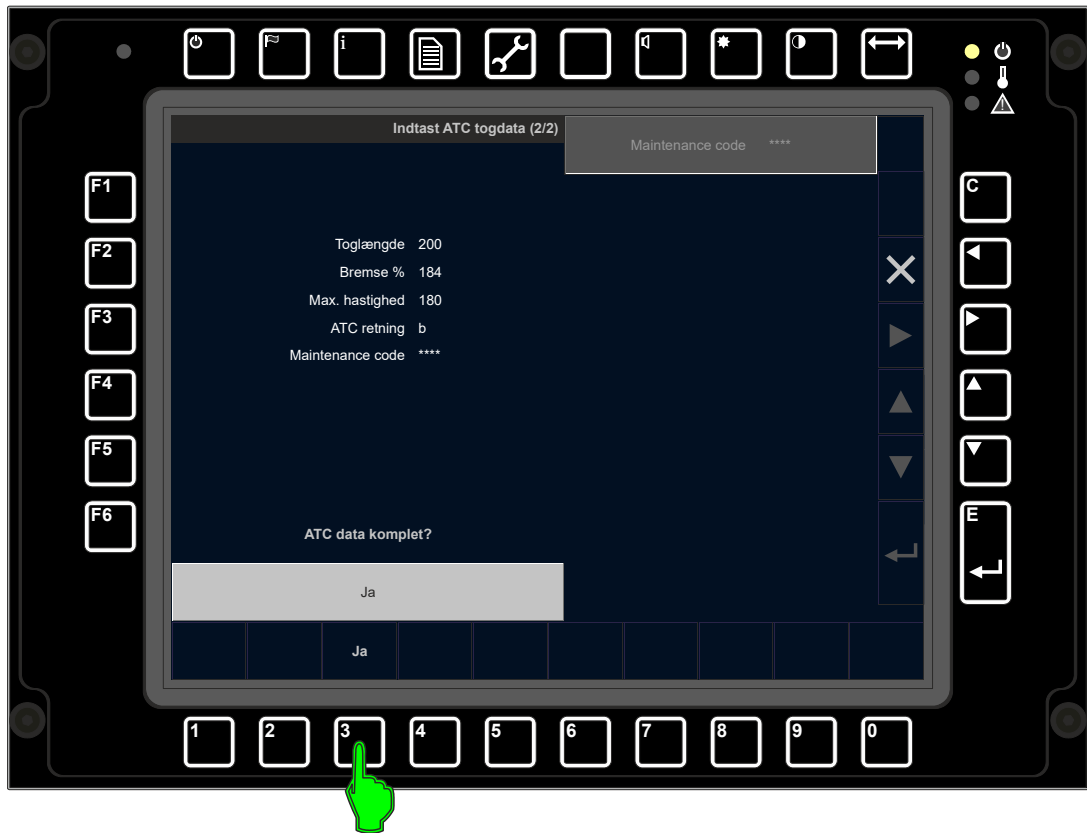 i
Indtast ATC togdata (2/2)
Maintenance code ****
F1
C
F2
Toglængde 200
Bremse % 184
F3
Max. hastighed 180
ATC retning b
Maintenance code ****
F4
F5
F6
E
ATC data komplet?
Ja
Ja
1 2 3 4 5 6 7 8 9 0